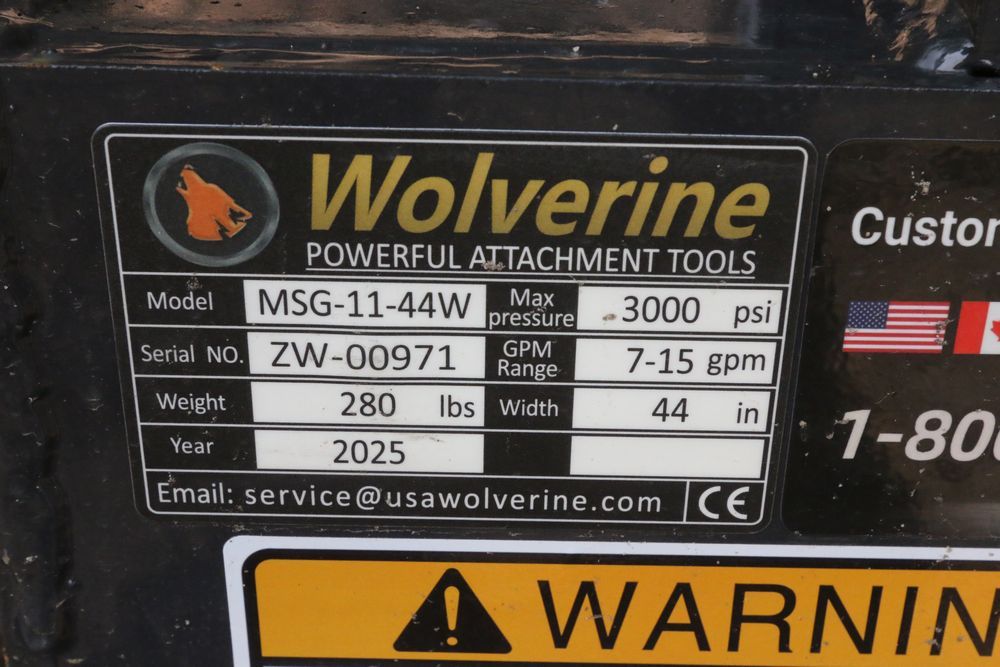 Wolverine
POWERFUL ATTACHMENT TOOLS
Model MSG-11-44W Max pressure 3000 psi
Serial NO. ZW-00971 GPM Range 7-15 gpm
Weight 280 lbs Width 44 in
Year 2025
Email: service@usawolverine.com CE
Custor
1-800
WARNIN